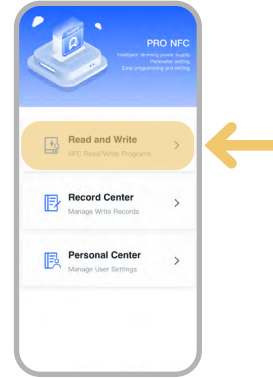 PRO NFC
Intelligent dimming power supply
Parameter setting
Easy programming and setting
Read and Write
NFC Read/Write Programs
Record Center
Manage Write Records
Personal Center
Manage User Settings